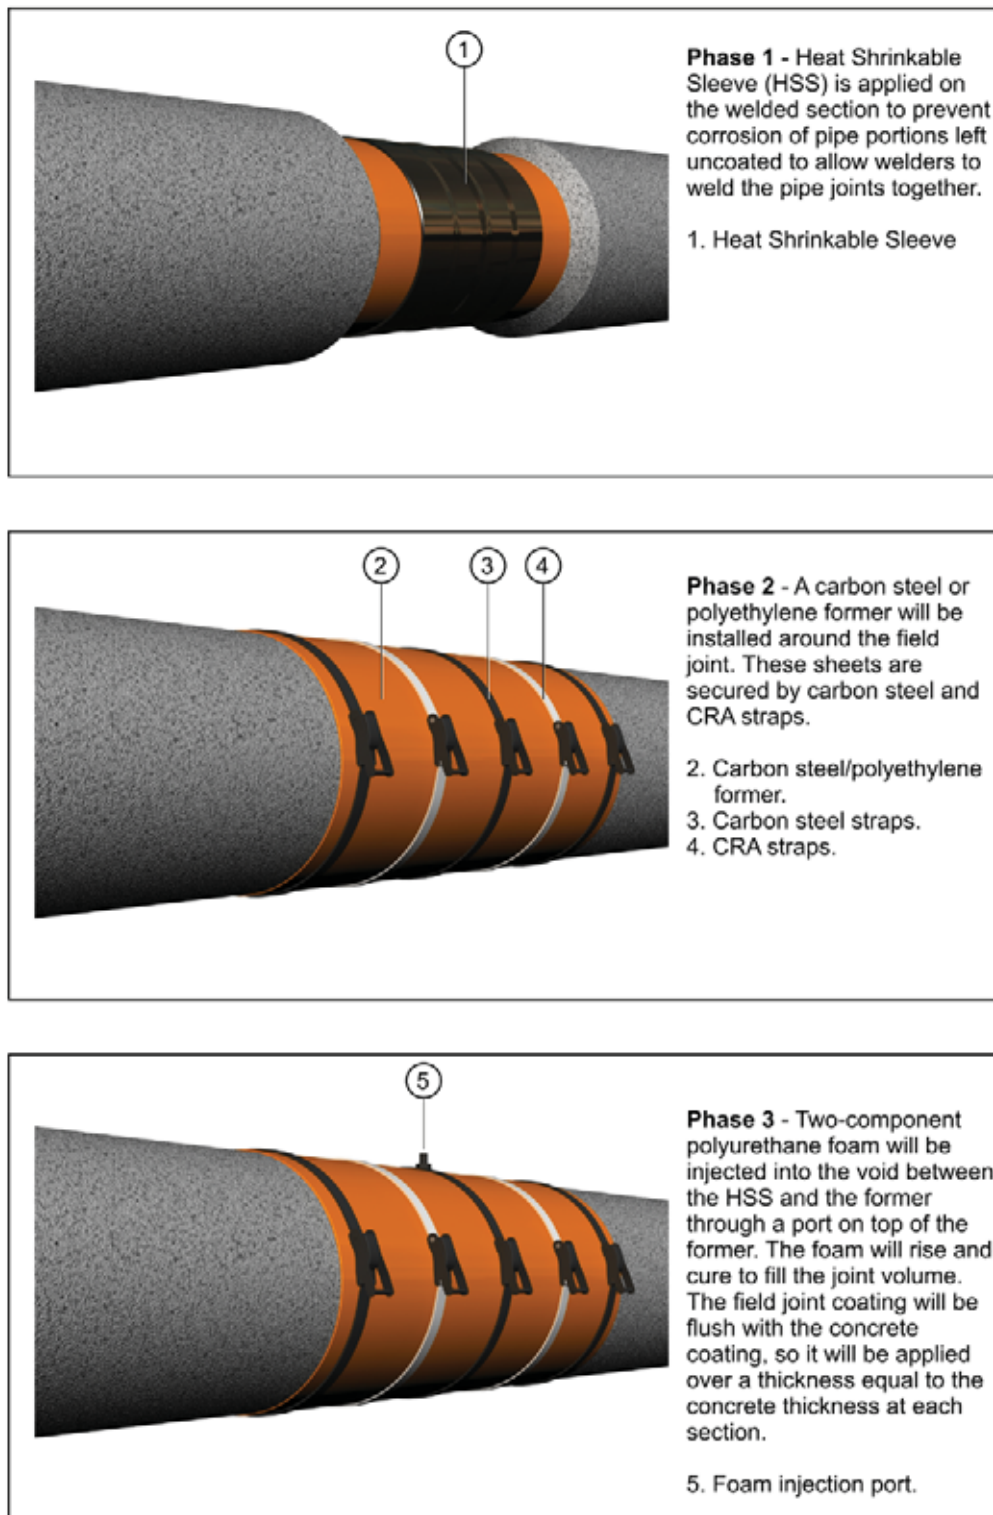 1
Phase 1 - Heat Shrinkable
Sleeve (HSS) is applied on
the welded section to prevent
corrosion of pipe portions left
uncoated to allow welders to
weld the pipe joints together.
1. Heat Shrinkable Sleeve
2 3 4
Phase 2 - A carbon steel or
polyethylene former will be
installed around the field
joint. These sheets are
secured by carbon steel and
CRA straps.
2. Carbon steel/polyethylene
former.
3. Carbon steel straps.
4. CRA straps.
5
Phase 3 - Two-component
polyurethane foam will be
injected into the void between
the HSS and the former
through a port on top of the
former. The foam will rise and
cure to fill the joint volume.
The field joint coating will be
flush with the concrete
coating, so it will be applied
over a thickness equal to the
concrete thickness at each
section.
5. Foam injection port.